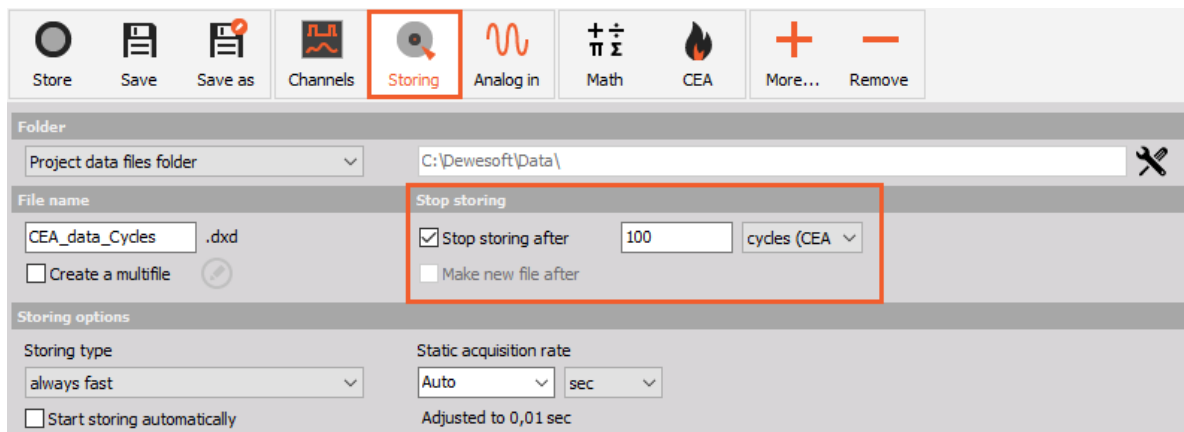 Store Save Save as Channels Storing Analog in Math CEA More... Remove
Folder
Project data files folder C:\Dewesoft\Data\
File name Stop storing
CEA_data_Cycles .dxd Stop storing after 100 cycles (CEA
Create a multifile Make new file after
Storing options
Storing type Static acquisition rate
always fast Auto sec
Start storing automatically Adjusted to 0,01 sec